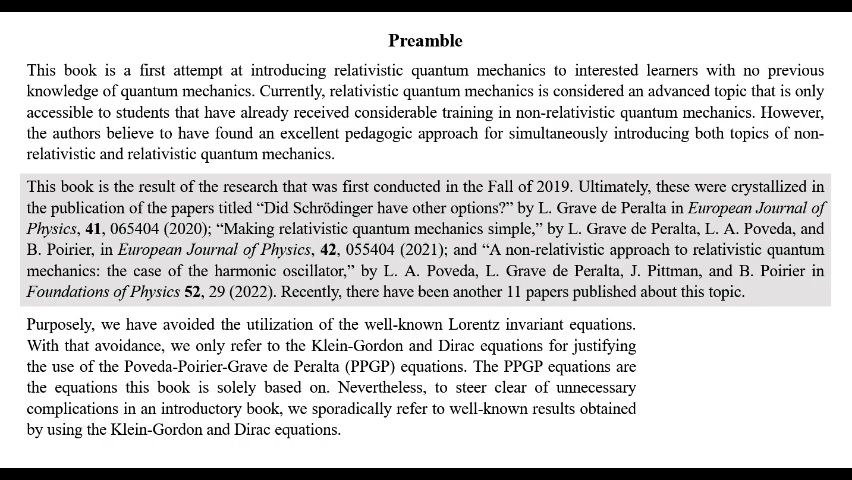 Preamble
This book is a first attempt at introducing relativistic quantum mechanics to interested learners with no previous
knowledge of quantum mechanics. Currently, relativistic quantum mechanics is considered an advanced topic that is only
accessible to students that have already received considerable training in non-relativistic quantum mechanics. However,
the authors believe to have found an excellent pedagogic approach for simultaneously introducing both topics of non-
relativistic and relativistic quantum mechanics.
This book is the result of the research that was first conducted in the Fall of 2019. Ultimately, these were crystallized in
the publication of the papers titled “Did Schrödinger have other options?” by L. Grave de Peralta in European Journal of
Physics, 41, 065404 (2020); “Making relativistic quantum mechanics simple,” by L. Grave de Peralta, L. A. Poveda, and
B. Poirier, in European Journal of Physics, 42, 055404 (2021); and “A non-relativistic approach to relativistic quantum
mechanics: the case of the harmonic oscillator,” by L. A. Poveda, L. Grave de Peralta, J. Pittman, and B. Poirier in
Foundations of Physics 52, 29 (2022). Recently, there have been another 11 papers published about this topic.
Purposely, we have avoided the utilization of the well-known Lorentz invariant equations.
With that avoidance, we only refer to the Klein-Gordon and Dirac equations for justifying
the use of the Poveda-Poirier-Grave de Peralta (PPGP) equations. The PPGP equations are
the equations this book is solely based on. Nevertheless, to steer clear of unnecessary
complications in an introductory book, we sporadically refer to well-known results obtained
by using the Klein-Gordon and Dirac equations.